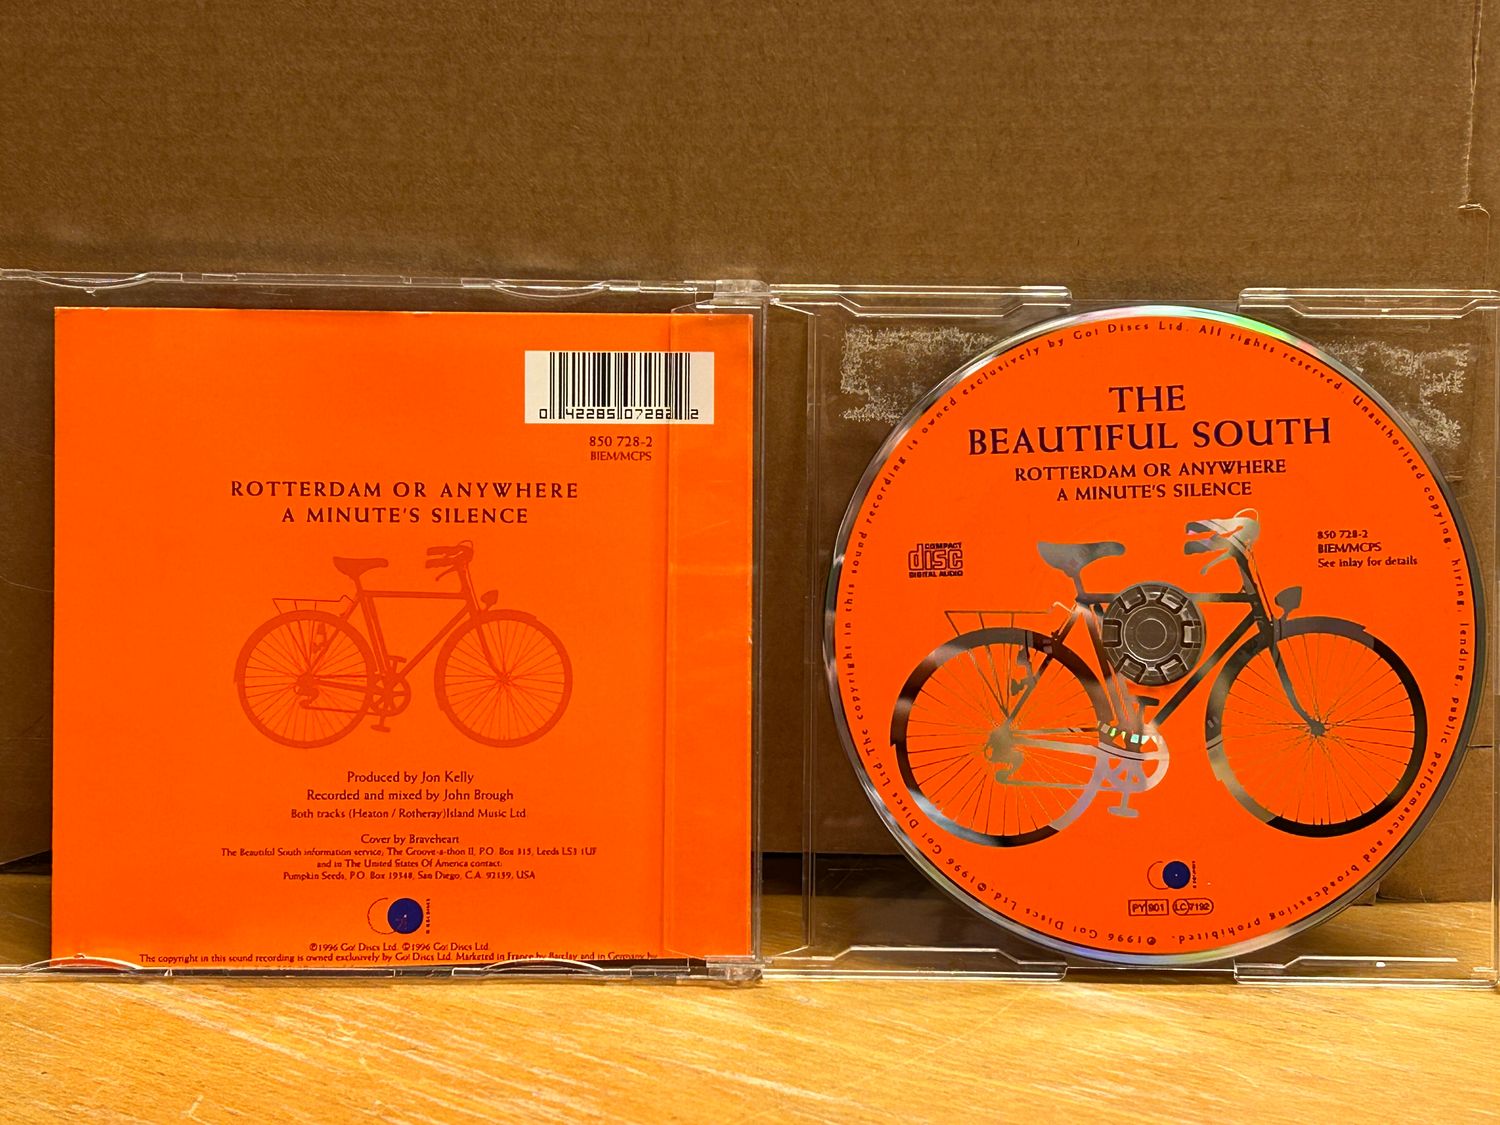 0 42285 07282 2
850 728-2
BIEM/MCPS
ROTTERDAM OR ANYWHERE
A MINUTE'S SILENCE
Produced by Jon Kelly
Recorded and mixed by John Brough
Both tracks (Heaton / Rotheray)Island Music Ltd
Cover by Braveheart
The Beautiful South information service, The Groove-a-thon II, P.O. Box 315, Leeds LS3 1UF
and in The United States Of America contact:
Pumpkin Seeds, P.O. Box 19348, San Diego, C.A. 92159, USA
℗1996 Go! Discs Ltd. ©1996 Go! Discs Ltd.
The copyright in this sound recording is owned exclusively by Go! Discs Ltd. Marketed in France by Barclay and in Germany by
THE
BEAUTIFUL SOUTH
ROTTERDAM OR ANYWHERE
A MINUTE'S SILENCE
COMPACT
disc
DIGITAL AUDIO
850 728-2
BIEM/MCPS
See inlay for details
PY 901 LC 7192
℗1996 Go! Discs Ltd. ©1996 Go! Discs Ltd. The copyright in this sound recording is owned exclusively by Go! Discs Ltd. All rights reserved. Unauthorised copying, hiring, lending, public performance and broadcasting prohibited.